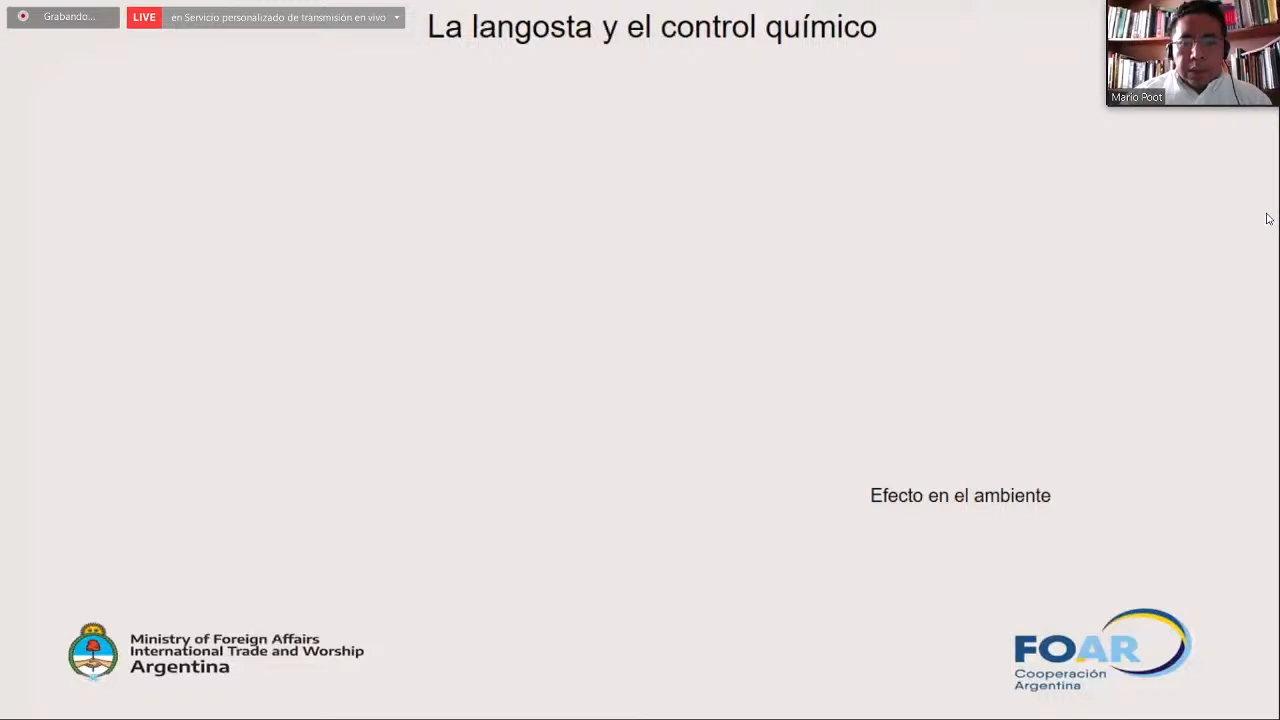 Grabando...
LIVE en Servicio personalizado de transmisión en vivo
La langosta y el control químico
Mario Poot
Efecto en el ambiente
Ministry of Foreign Affairs
International Trade and Worship
Argentina
FOAR
Cooperación
Argentina